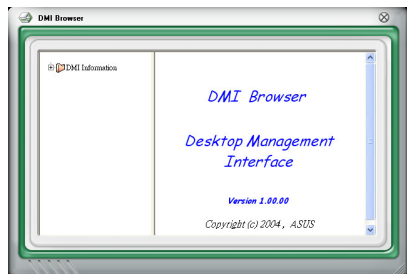 DMI Browser
DMI Information
DMI Browser
Desktop Management
Interface
Version 1.00.00
Copyright (c) 2004 , ASUS